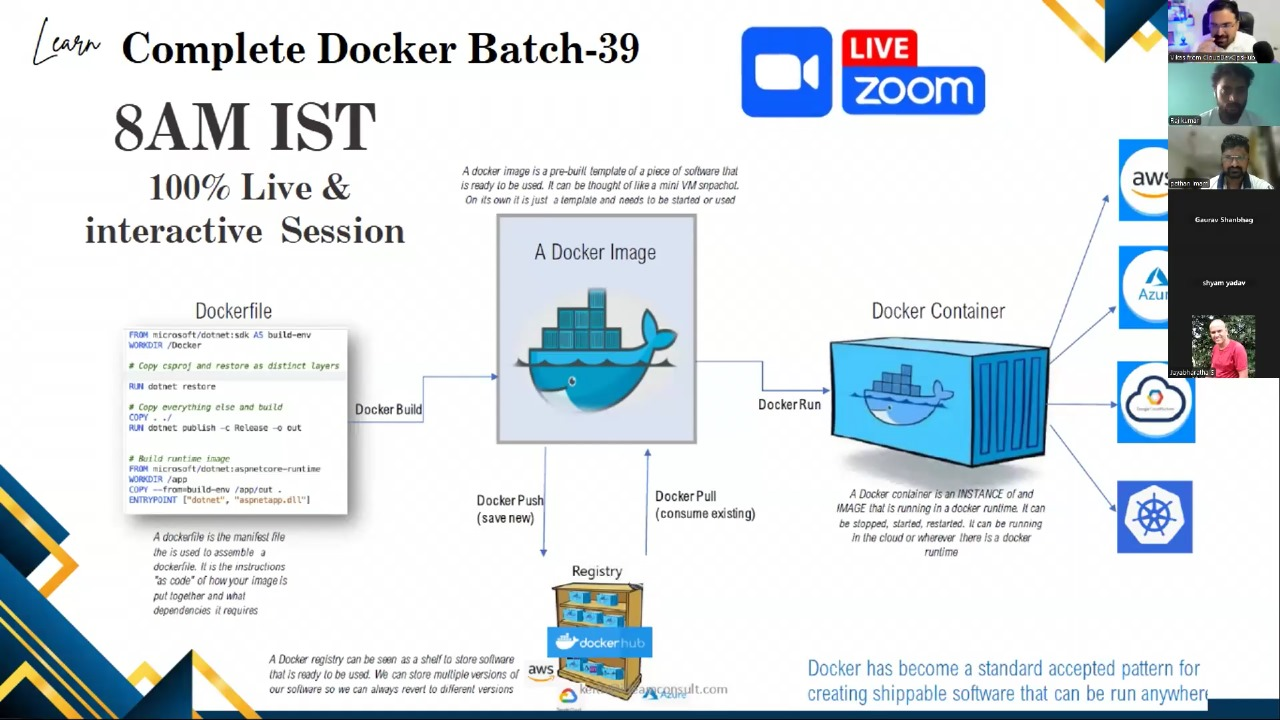 Learn Complete Docker Batch-39
8AM IST
100% Live &
interactive Session
LIVE
zoom
A docker image is a pre-built template of a piece of software that
is ready to be used. It can be thought of like a mini VM snpachot.
On its own it is just a template and needs to be started or used
A Docker Image
Dockerfile
FROM microsoft/dotnet:sdk AS build-env
WORKDIR /Docker
# Copy csproj and restore as distinct layers
RUN dotnet restore
# Copy everything else and build
COPY . ./
RUN dotnet publish -c Release -o out
# Build runtime image
FROM microsoft/dotnet:aspnetcore-runtime
WORKDIR /app
COPY --from=build-env /app/out .
ENTRYPOINT ["dotnet", "aspnetapp.dll"]
A dockerfile is the manifest file
the is used to assemble a
dockerfile. It is the instructions
"as code" of how your image is
put together and what
dependencies it requires
Docker Build
Docker Push
(save new)
Docker Pull
(consume existing)
Docker Run
Docker Container
A Docker container is an INSTANCE of and
IMAGE that is running in a docker runtime. It can
be stopped, started, restarted. It can be running
in the cloud or wherever there is a docker
runtime
Registry
dockerhub
aws
Azure
A Docker registry can be seen as a shelf to store software
that is ready to be used. We can store multiple versions of
our software so we can always revert to different versions
Docker has become a standard accepted pattern for
creating shippable software that can be run anywhere
aws
Azur
Vikas from CloudDevOpsHub
Raj kumar
pathan imam
Gaurav Shanbhag
shyam yadav
Jayabharatha S